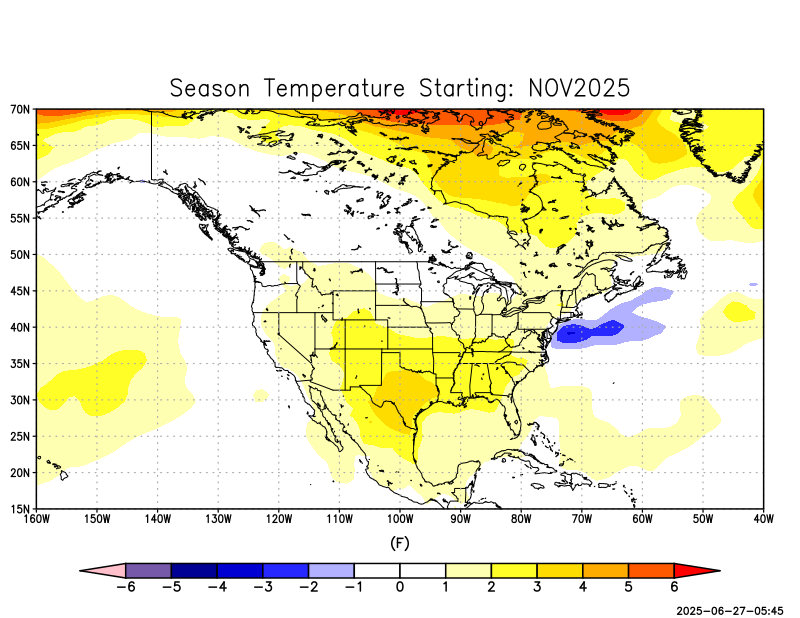 Season Temperature Starting: NOV2025
70N
65N
60N
55N
50N
45N
40N
35N
30N
25N
20N
15N
160W 150W 140W 130W 120W 110W 100W 90W 80W 70W 60W 50W 40W
(F)
−6 −5 −4 −3 −2 −1 0 1 2 3 4 5 6
2025-06-27-05:45